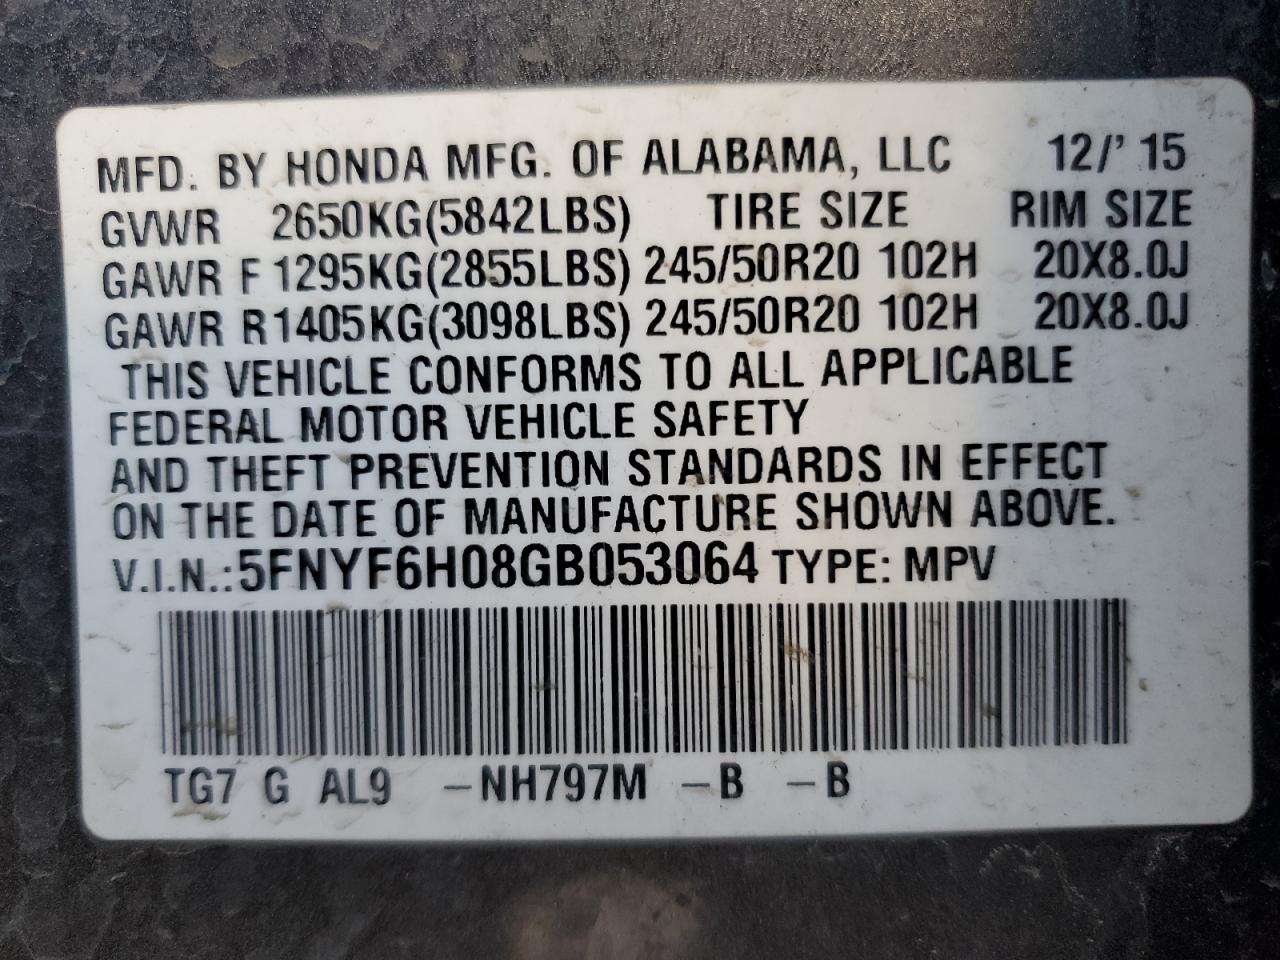 MFD. BY HONDA MFG. OF ALABAMA, LLC 12/' 15
GVWR 2650KG(5842LBS) TIRE SIZE RIM SIZE
GAWR F 1295KG(2855LBS) 245/50R20 102H 20X8.0J
GAWR R1405KG(3098LBS) 245/50R20 102H 20X8.0J
THIS VEHICLE CONFORMS TO ALL APPLICABLE
FEDERAL MOTOR VEHICLE SAFETY
AND THEFT PREVENTION STANDARDS IN EFFECT
ON THE DATE OF MANUFACTURE SHOWN ABOVE.
V.I.N.:5FNYF6H08GB053064 TYPE: MPV
TG7 G AL9 –NH797M –B –B